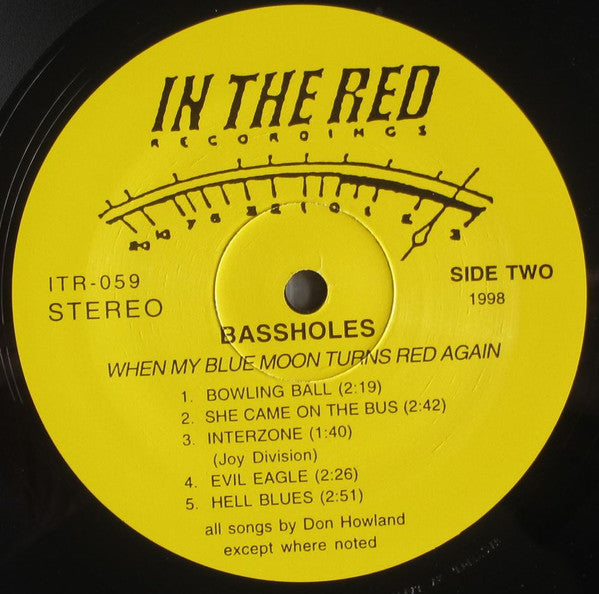 IN THE RED
RECORDINGS
ITR-059
STEREO
SIDE TWO
1998
BASSHOLES
WHEN MY BLUE MOON TURNS RED AGAIN
1. BOWLING BALL (2:19)
2. SHE CAME ON THE BUS (2:42)
3. INTERZONE (1:40)
(Joy Division)
4. EVIL EAGLE (2:26)
5. HELL BLUES (2:51)
all songs by Don Howland
except where noted